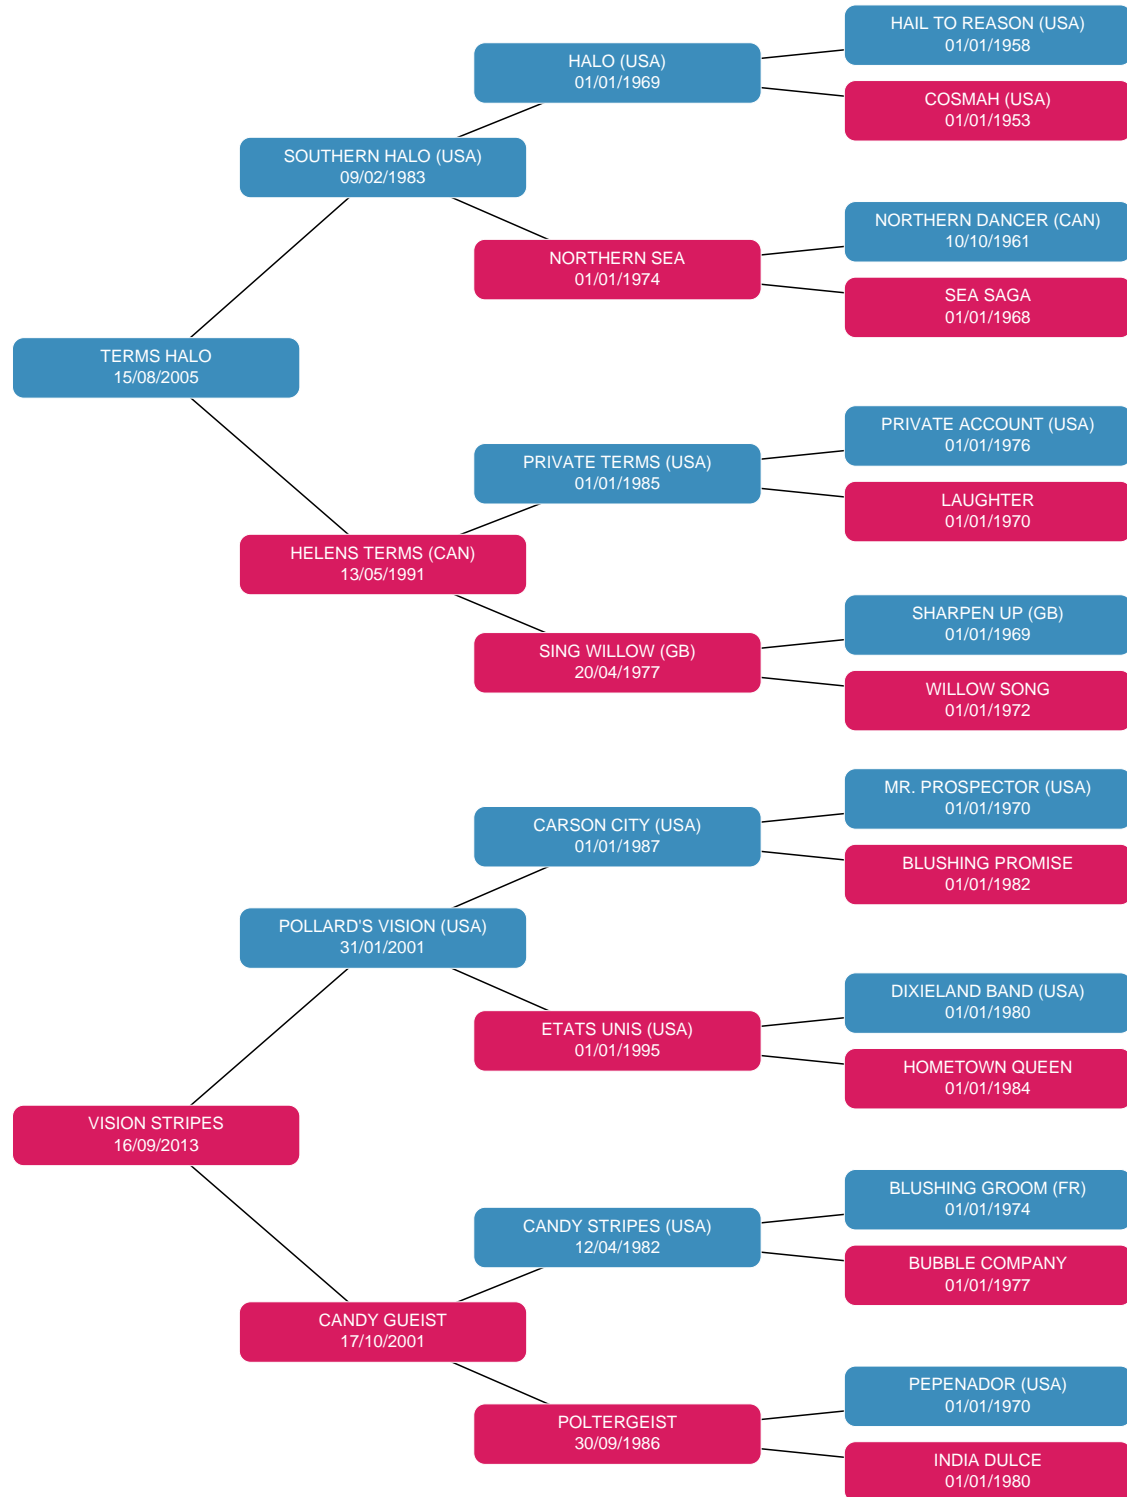 HAIL TO REASON (USA)
01/01/1958
HALO (USA)
01/01/1969
COSMAH (USA)
01/01/1953
SOUTHERN HALO (USA)
09/02/1983
NORTHERN DANCER (CAN)
10/10/1961
NORTHERN SEA
01/01/1974
SEA SAGA
01/01/1968
TERMS HALO
15/08/2005
PRIVATE ACCOUNT (USA)
01/01/1976
PRIVATE TERMS (USA)
01/01/1985
LAUGHTER
01/01/1970
HELENS TERMS (CAN)
13/05/1991
SHARPEN UP (GB)
01/01/1969
SING WILLOW (GB)
20/04/1977
WILLOW SONG
01/01/1972
MR. PROSPECTOR (USA)
01/01/1970
CARSON CITY (USA)
01/01/1987
BLUSHING PROMISE
01/01/1982
POLLARD'S VISION (USA)
31/01/2001
DIXIELAND BAND (USA)
01/01/1980
ETATS UNIS (USA)
01/01/1995
HOMETOWN QUEEN
01/01/1984
VISION STRIPES
16/09/2013
BLUSHING GROOM (FR)
01/01/1974
CANDY STRIPES (USA)
12/04/1982
BUBBLE COMPANY
01/01/1977
CANDY GUEIST
17/10/2001
PEPENADOR (USA)
01/01/1970
POLTERGEIST
30/09/1986
INDIA DULCE
01/01/1980